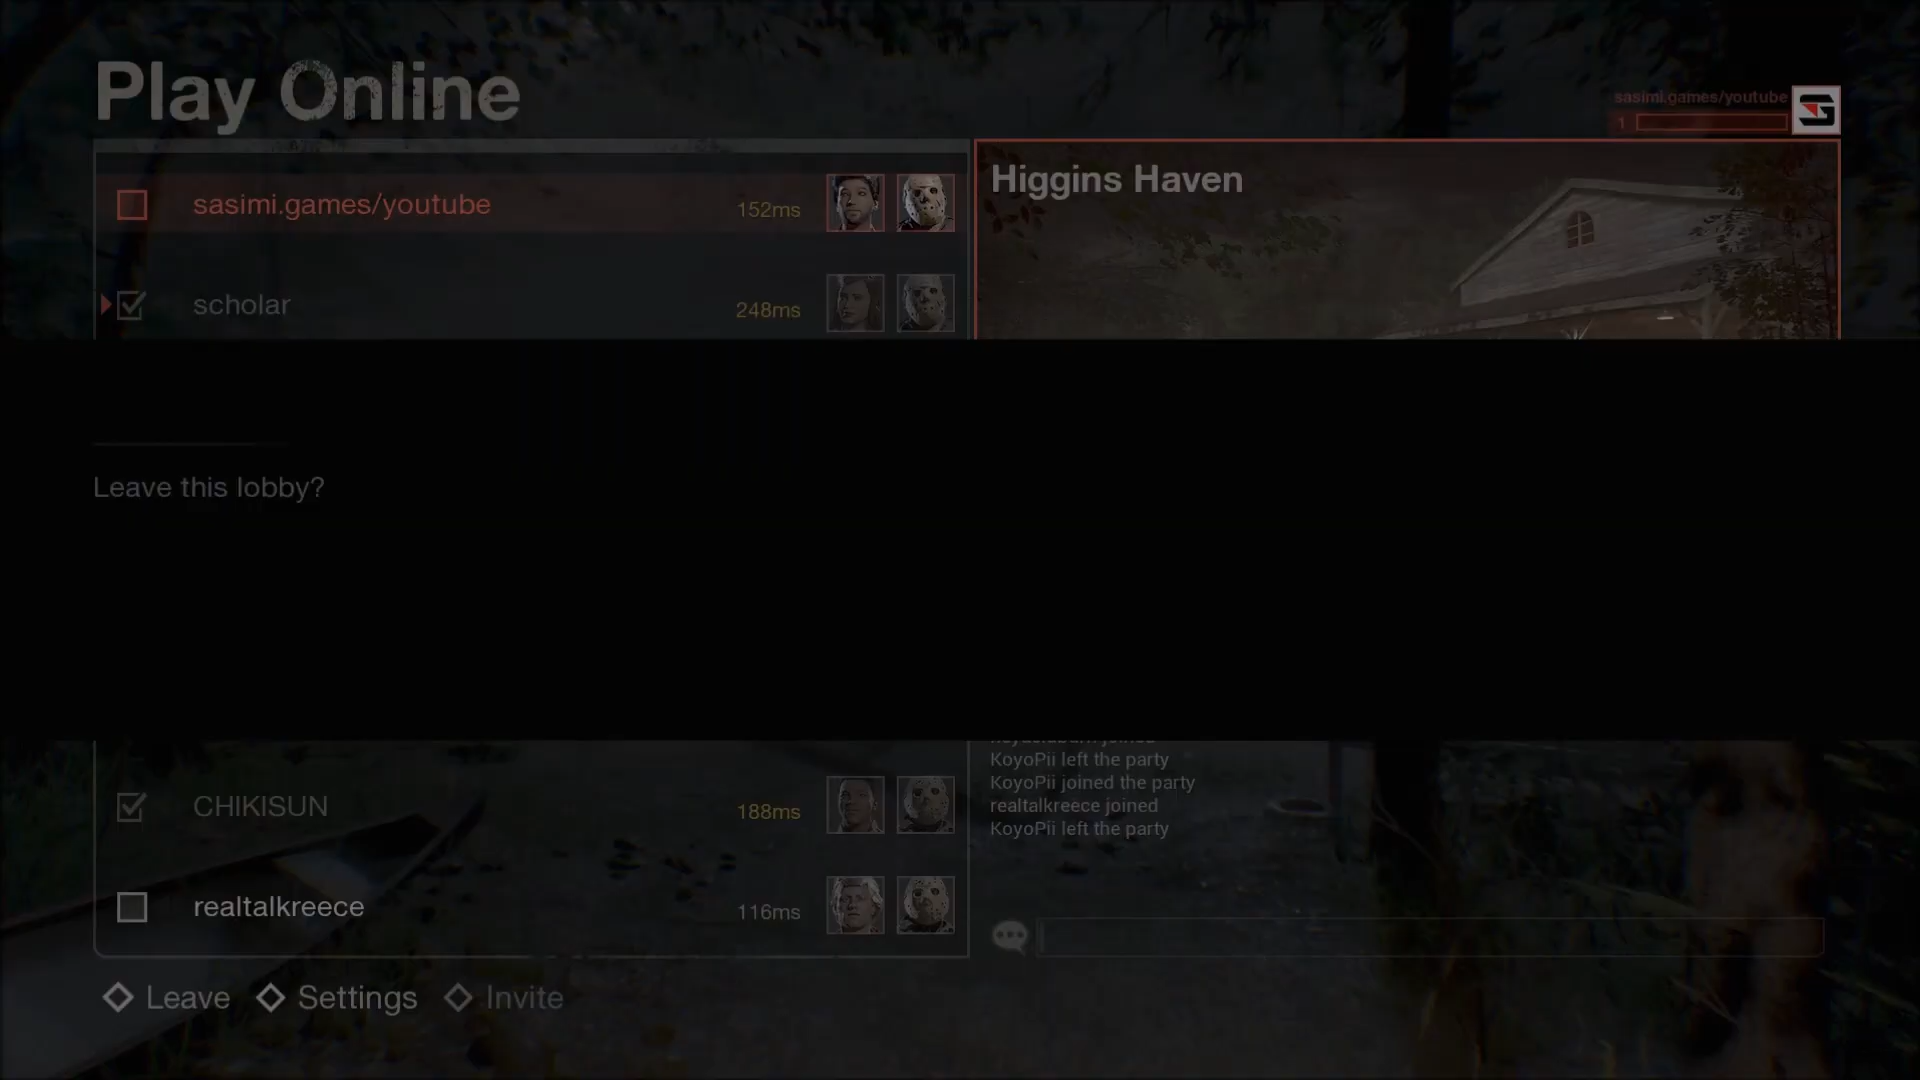 Play Online
sasimi.games/youtube
1
sasimi.games/youtube 152ms
Higgins Haven
scholar 248ms
Leave this lobby?
KoyoPii left the party
KoyoPii joined the party
CHIKISUN 188ms
realtalkreece joined
KoyoPii left the party
realtalkreece 116ms
Leave Settings Invite